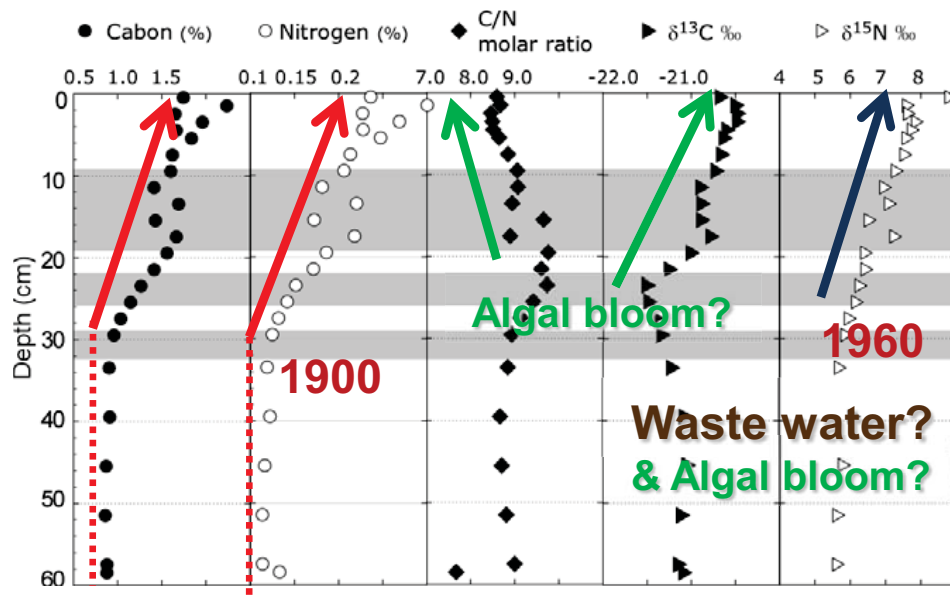 Cabon (%)
Nitrogen (%)
C/N
molar ratio
δ13C ‰
δ15N ‰
0.5 1.0 1.5
0.1 0.15 0.2
7.0 8.0 9.0
-22.0 -21.0
4 5 6 7 8
0
10
20
30
40
50
60
Depth (cm)
Algal bloom?
1960
1900
Waste water?
& Algal bloom?